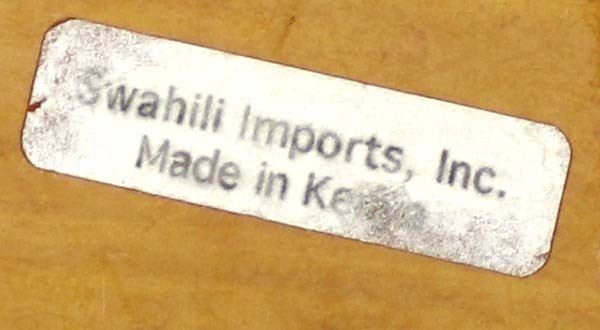 Swahili Imports, Inc.
Made in